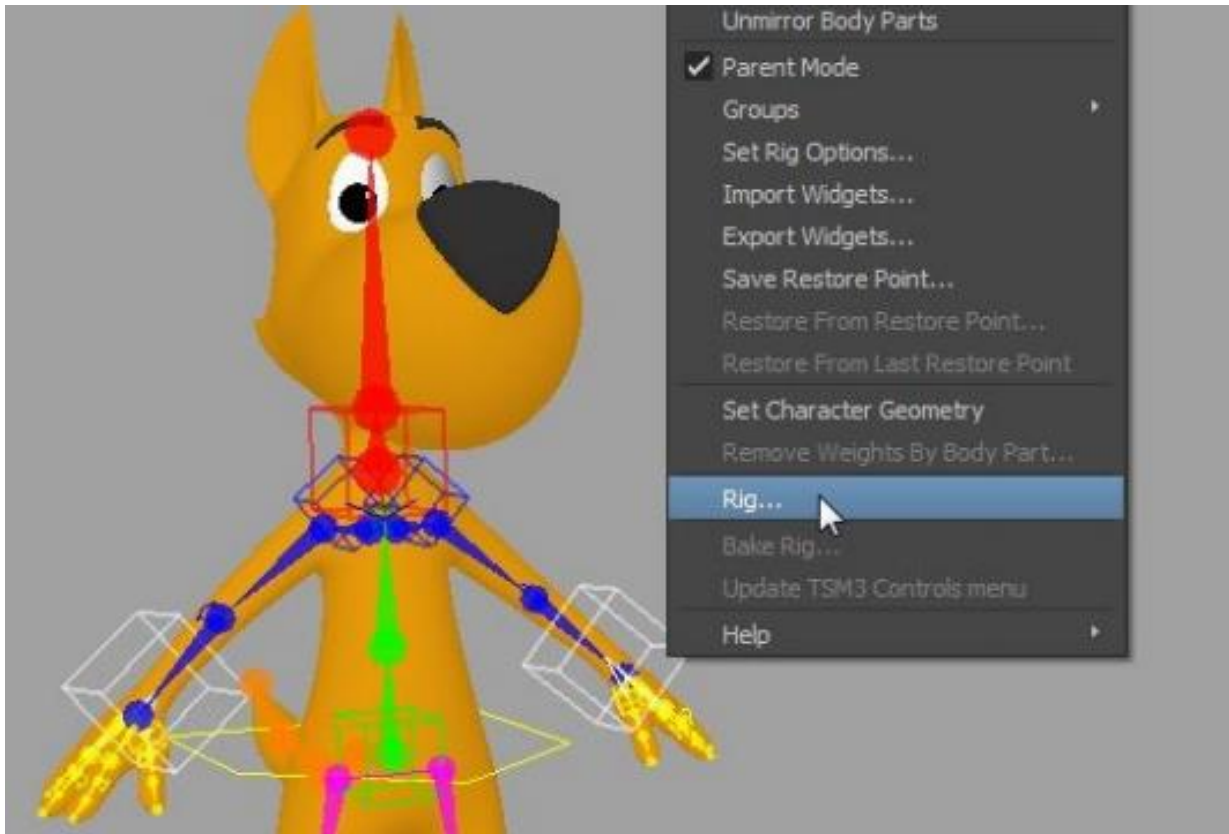 Unmirror Body Parts
Parent Mode
Groups
Set Rig Options...
Import Widgets...
Export Widgets...
Save Restore Point...
Restore From Restore Point...
Restore From Last Restore Point
Set Character Geometry
Remove Weights By Body Part...
Rig...
Bake Rig...
Update TSM3 Controls menu
Help